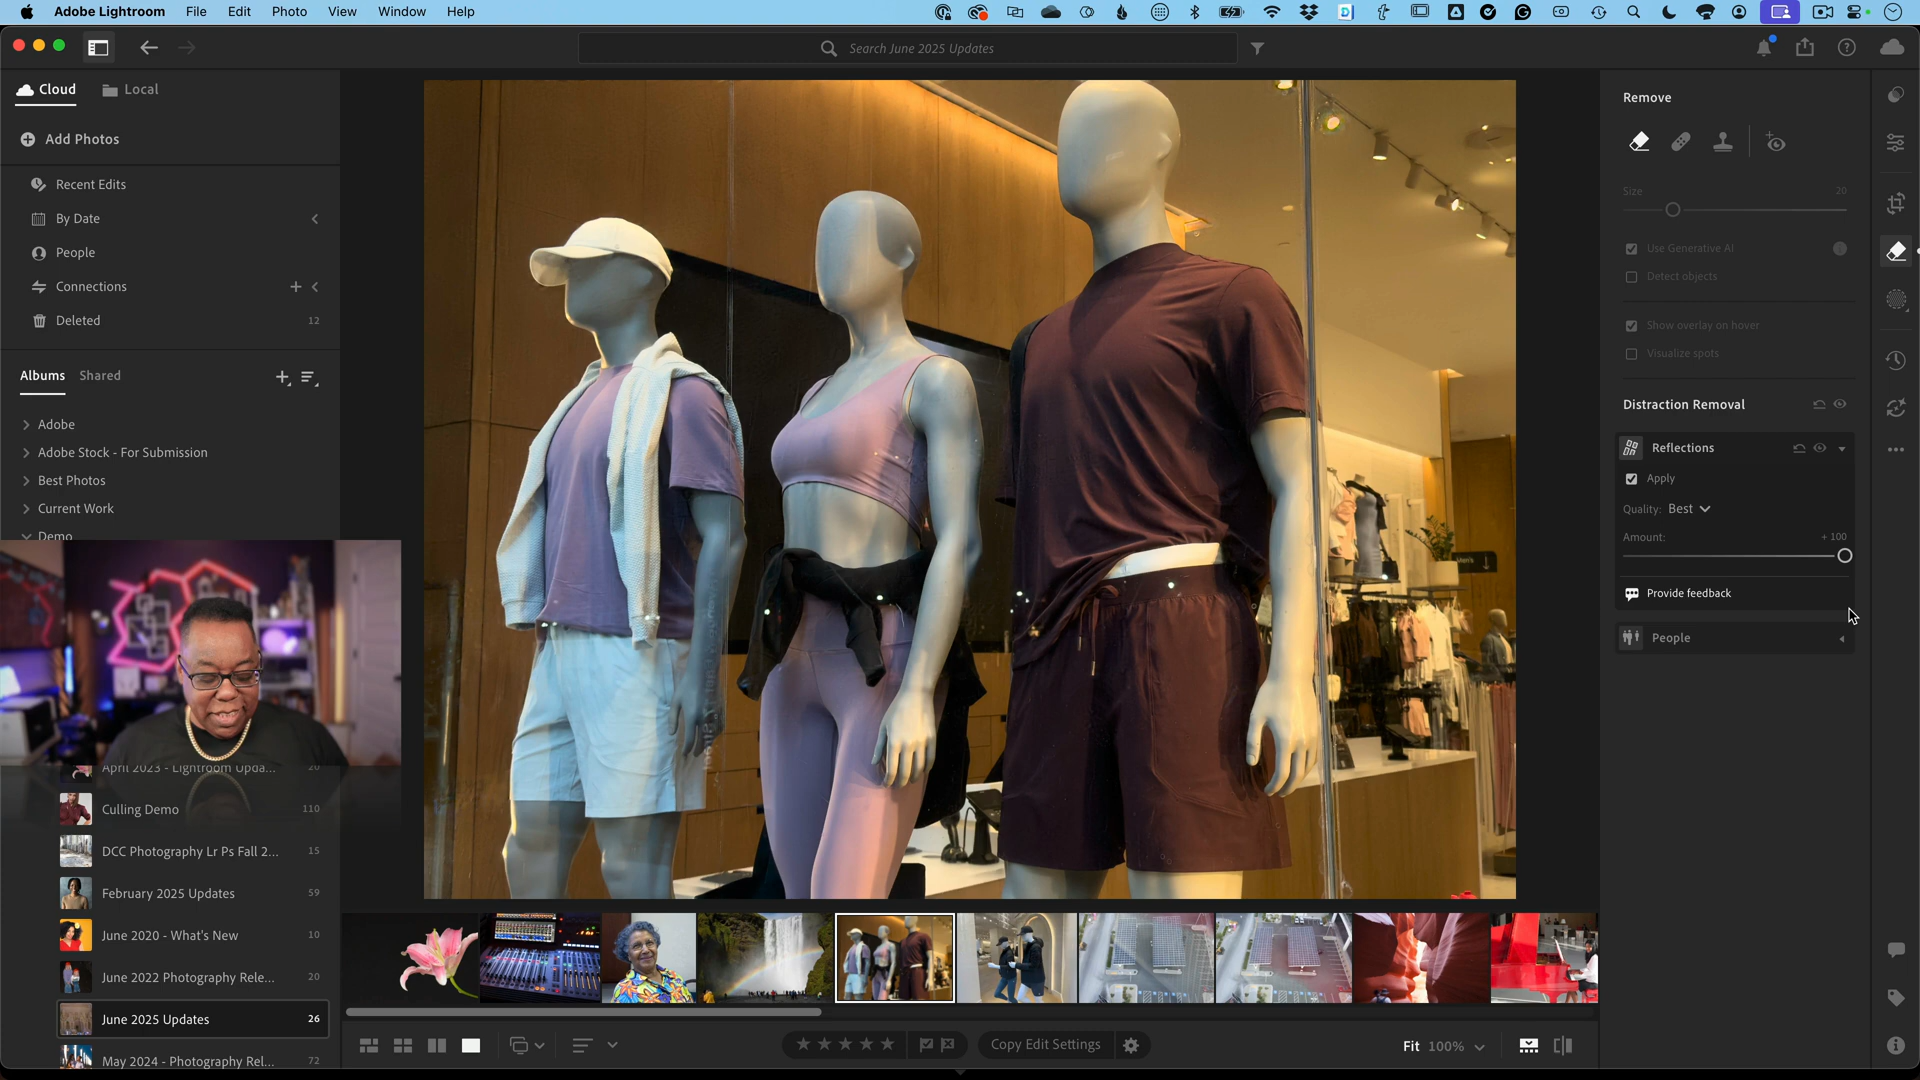 Adobe Lightroom File Edit Photo View Window Help
Search June 2025 Updates
Cloud Local
Add Photos
Recent Edits
By Date
People
Connections
Deleted 12
Albums Shared
Adobe
Adobe Stock - For Submission
Best Photos
Current Work
Demo
April 2023 - Lightroom Upda... 20
Culling Demo 110
DCC Photography Lr Ps Fall 2... 15
February 2025 Updates 59
June 2020 - What's New 10
June 2022 Photography Rele... 20
June 2025 Updates 26
May 2024 - Photography Rel... 72
Copy Edit Settings
Fit 100%
Remove
Size 20
Use Generative AI
Detect objects
Show overlay on hover
Visualize spots
Distraction Removal
Reflections
Apply
Quality: Best
Amount: + 100
Provide feedback
People